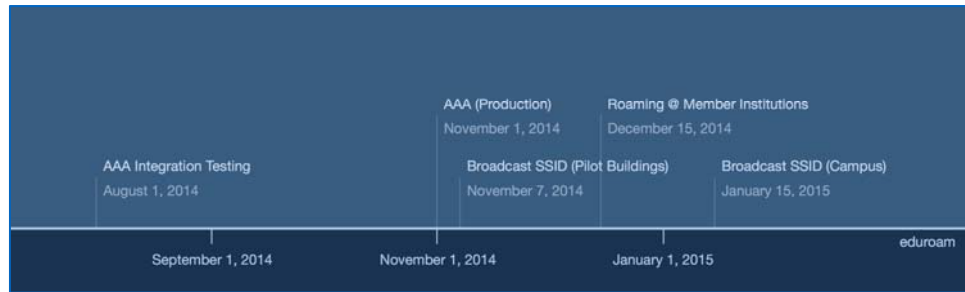 AAA (Production)
November 1, 2014
Roaming @ Member Institutions
December 15, 2014
AAA Integration Testing
August 1, 2014
Broadcast SSID (Pilot Buildings)
November 7, 2014
Broadcast SSID (Campus)
January 15, 2015
eduroam
September 1, 2014
November 1, 2014
January 1, 2015